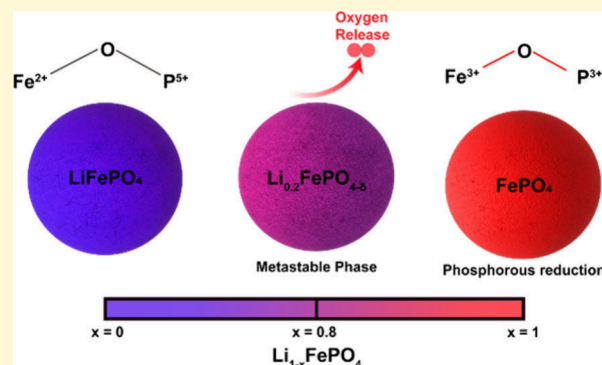 Oxygen
Release
O
Fe²⁺ P⁵⁺
O
Fe³⁺ P³⁺
LiFePO₄
Li₀.₂FePO₄₋δ
FePO₄
Metastable Phase
Phosphorous reduction
x = 0 x = 0.8 x = 1
Li₁₋ₓFePO₄